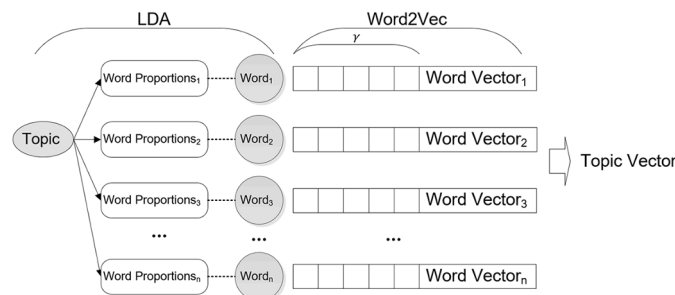 LDA
Word2Vec
γ
Word Proportions₁ Word₁ Word Vector₁
Topic Word Proportions₂ Word₂ Word Vector₂
Topic Vector
Word Proportions₃ Word₃ Word Vector₃
... ... ...
Word Proportionsₙ Wordₙ Word Vectorₙ